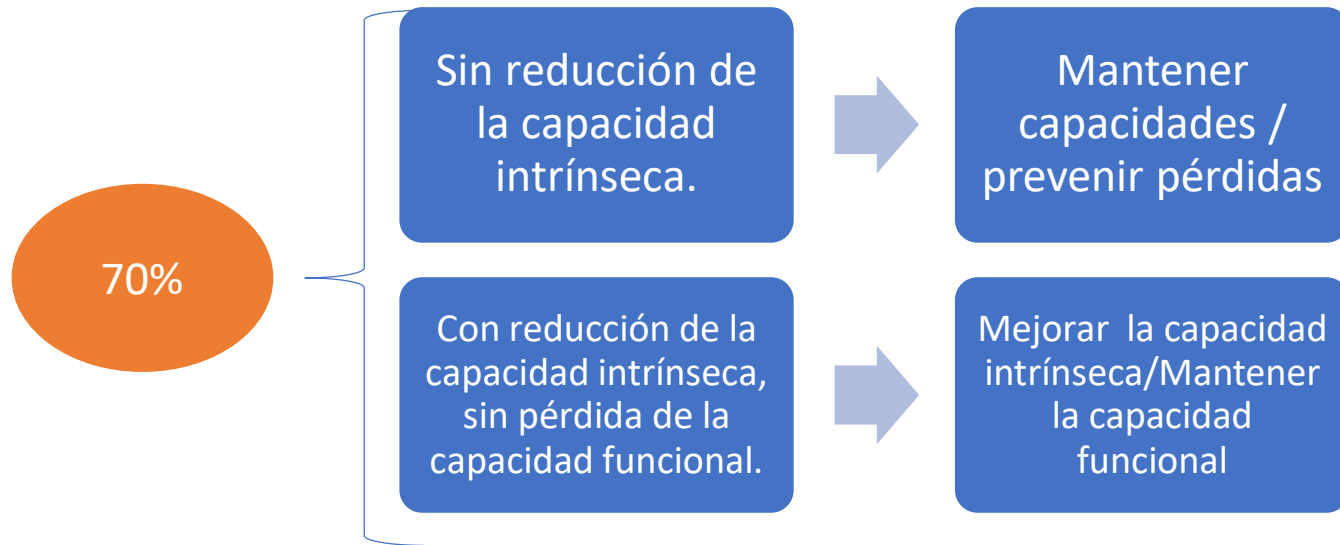 70%
Sin reducción de
la capacidad
intrínseca.
Mantener
capacidades /
prevenir pérdidas
Con reducción de la
capacidad intrínseca,
sin pérdida de la
capacidad funcional.
Mejorar  la capacidad
intrínseca/Mantener
la capacidad
funcional